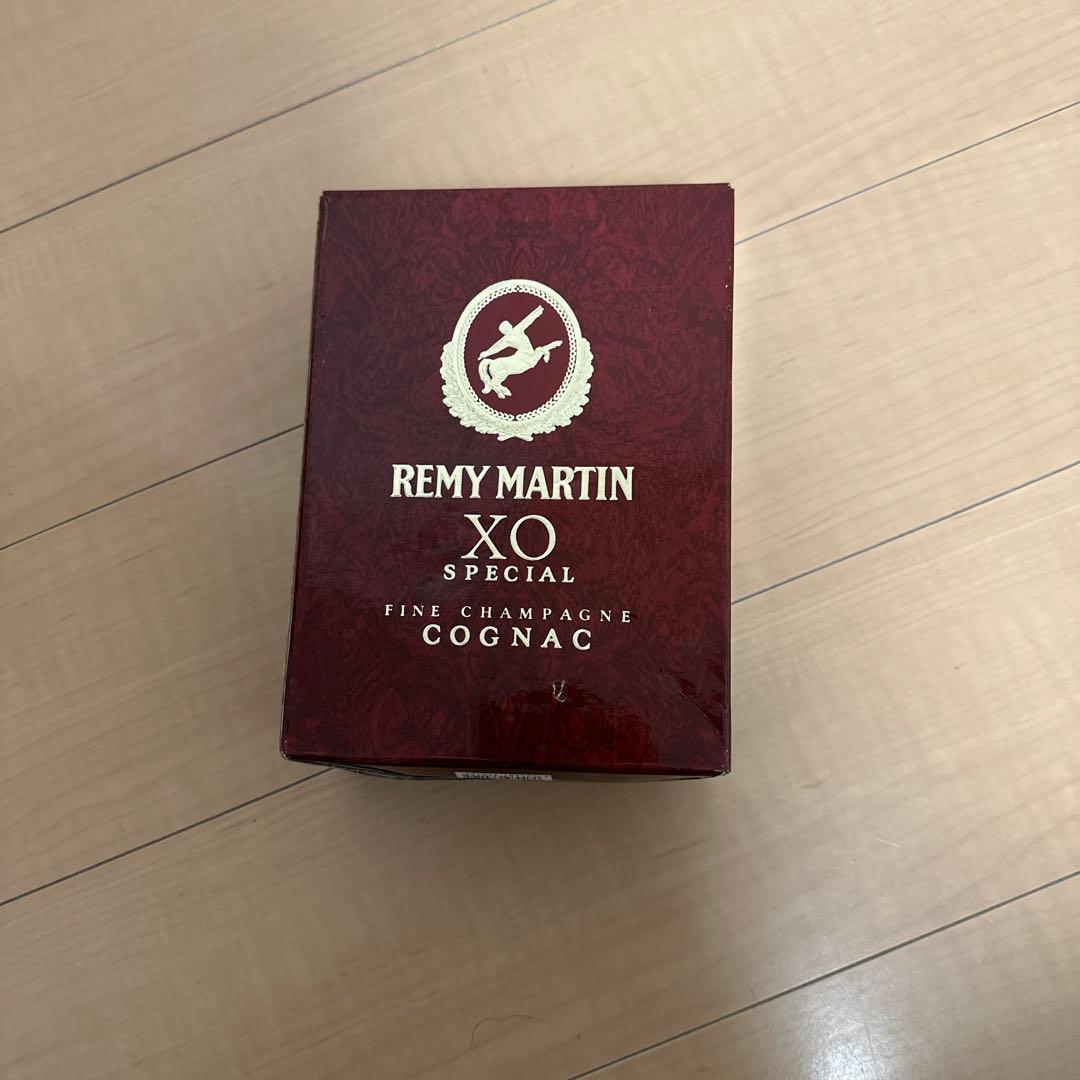 REMY MARTIN
XO
SPECIAL
FINE CHAMPAGNE
COGNAC